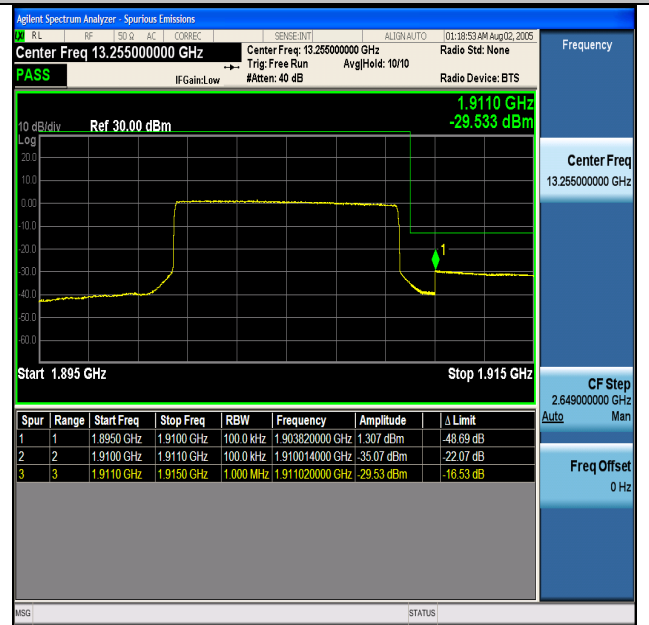 Agilent Spectrum Analyzer - Spurious Emissions
RL RF 50 Ω AC CORREC SENSE:INT ALIGN AUTO 01:18:53 AM Aug 02, 2005
Center Freq 13.255000000 GHz
Center Freq: 13.255000000 GHz
Radio Std: None
Trig: Free Run Avg|Hold: 10/10
PASS
IFGain:Low
#Atten: 40 dB
Radio Device: BTS
1.9110 GHz
-29.533 dBm
10 dB/div Ref 30.00 dBm
Log
20.0
10.0
0.00
-10.0
-20.0
-30.0
-40.0
-50.0
-60.0
1
Start 1.895 GHz Stop 1.915 GHz
Spur Range Start Freq Stop Freq RBW Frequency Amplitude Δ Limit
1 1 1.8950 GHz 1.9100 GHz 100.0 kHz 1.903820000 GHz 1.307 dBm -48.69 dB
2 2 1.9100 GHz 1.9110 GHz 100.0 kHz 1.910014000 GHz -35.07 dBm -22.07 dB
3 3 1.9110 GHz 1.9150 GHz 1.000 MHz 1.911020000 GHz -29.53 dBm -16.53 dB
MSG STATUS
Frequency
Center Freq
13.255000000 GHz
CF Step
2.649000000 GHz
Auto Man
Freq Offset
0 Hz